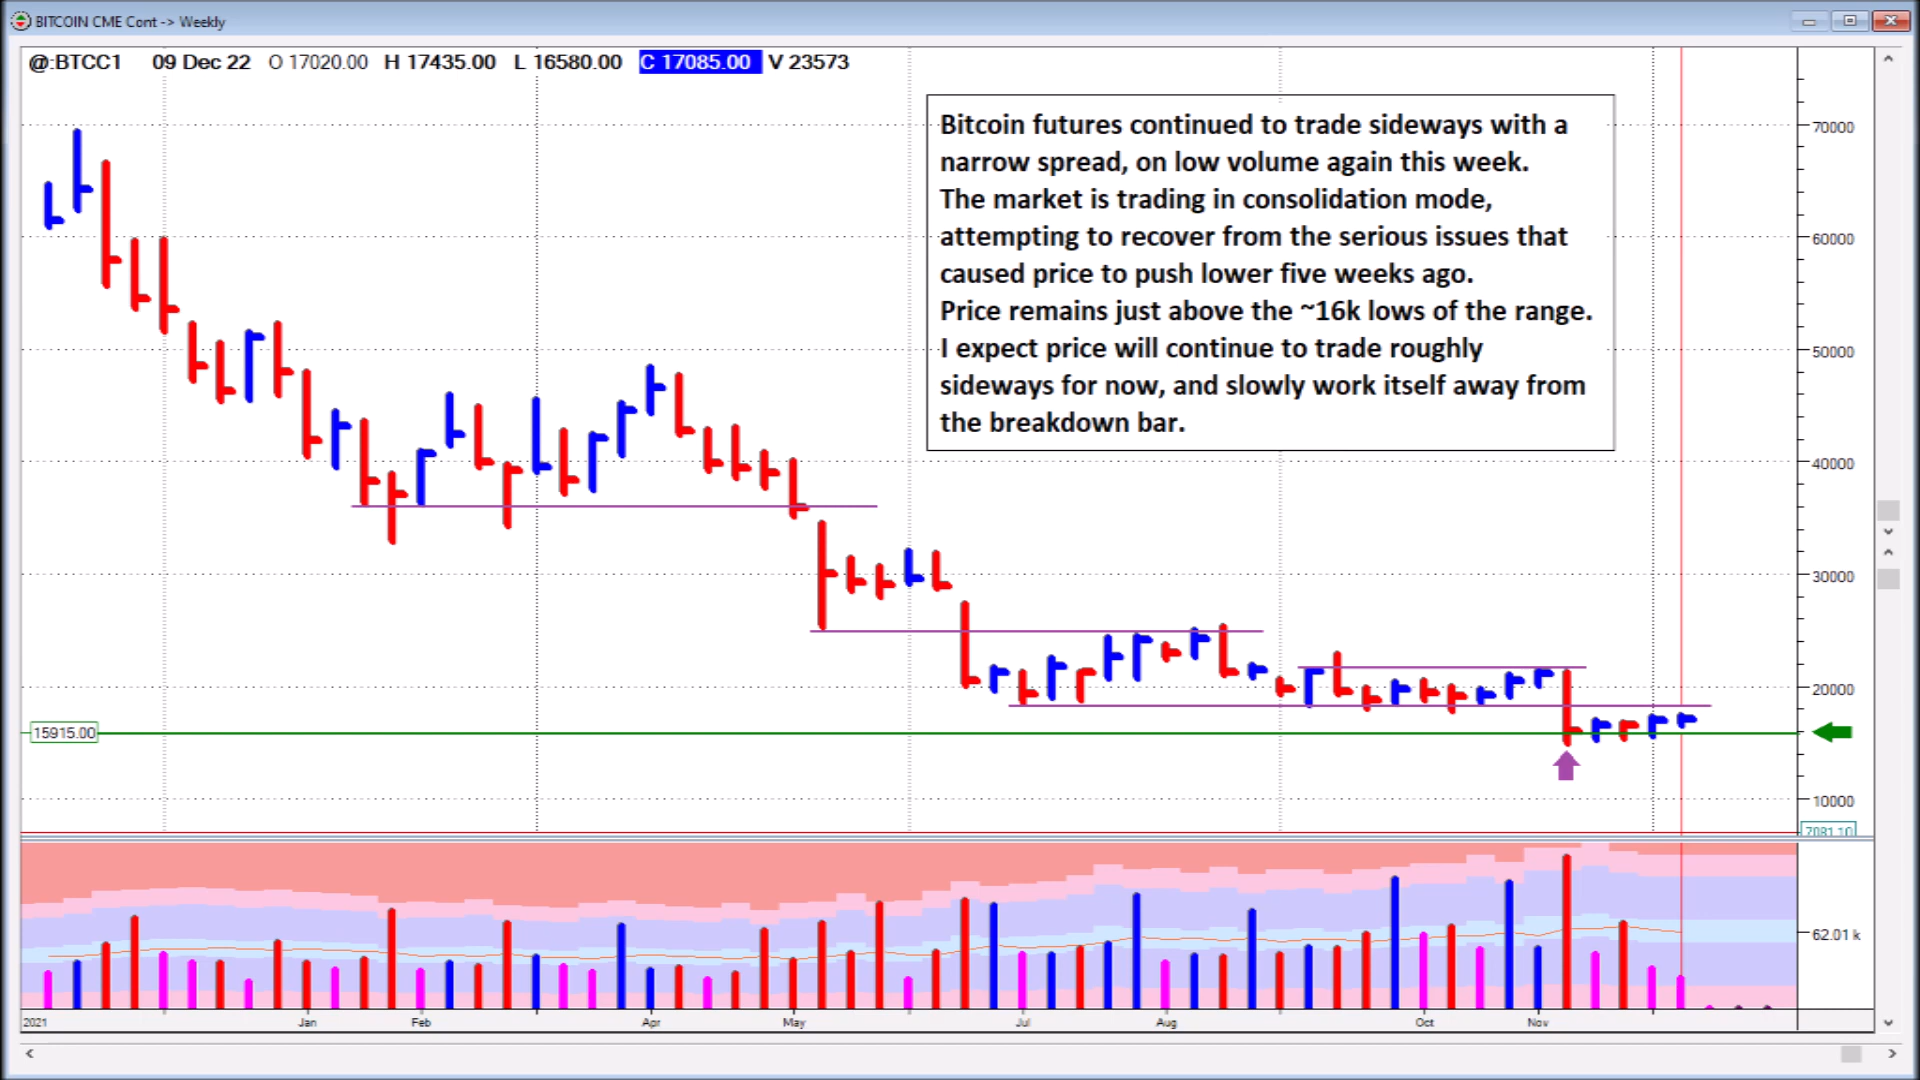 BITCOIN CME Cont -> Weekly
@:BTCC1 09 Dec 22 O 17020.00 H 17435.00 L 16580.00 C 17085.00 V 23573
Bitcoin futures continued to trade sideways with a
narrow spread, on low volume again this week.
The market is trading in consolidation mode,
attempting to recover from the serious issues that
caused price to push lower five weeks ago.
Price remains just above the ~16k lows of the range.
I expect price will continue to trade roughly
sideways for now, and slowly work itself away from
the breakdown bar.
70000
60000
50000
40000
30000
20000
15915.00
10000
7081.10
62.01 k
2021 Jan Feb Apr May Jul Aug Oct Nov